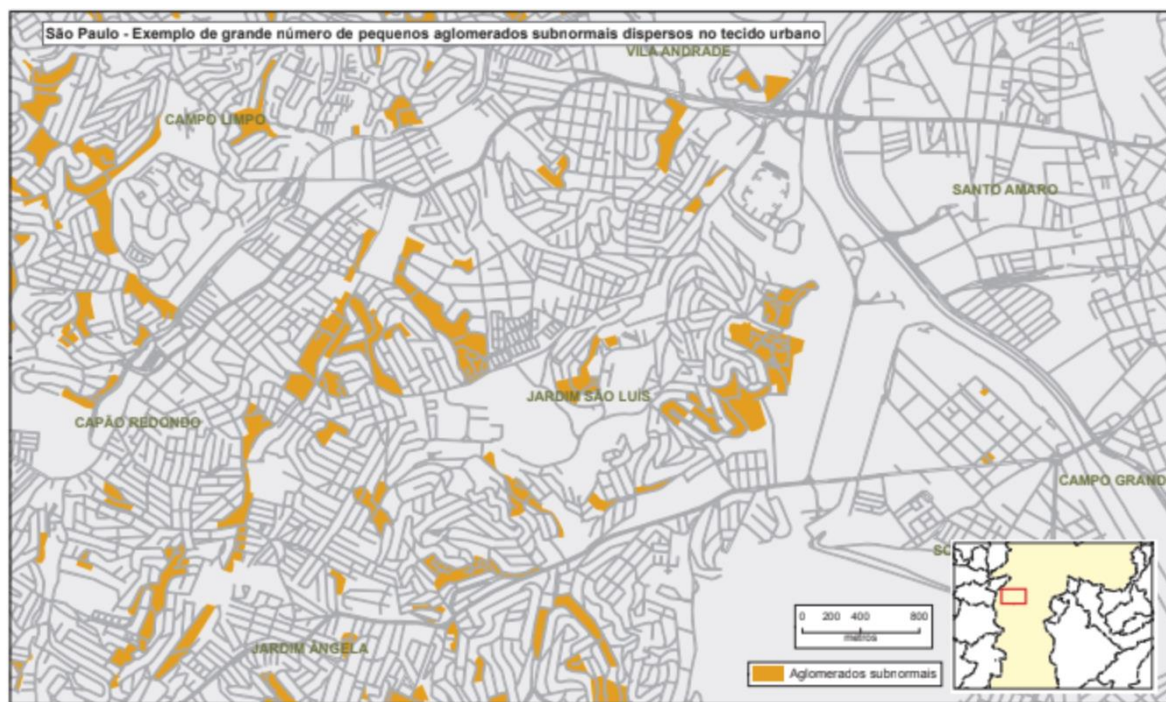 São Paulo - Exemplo de grande número de pequenos aglomerados subnormais dispersos no tecido urbano
VILA ANDRADE
CAMPO LIMPO
SANTO AMARO
JARDIM SÃO LUÍS
CAPÃO REDONDO
CAMPO GRAND
SO
0 200 400 800
metros
JARDIM ÂNGELA
Aglomerados subnormais